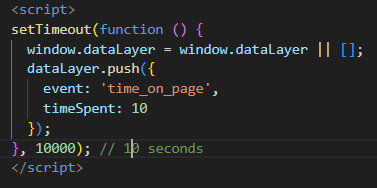 <script>
setTimeout(function () {
  window.dataLayer = window.dataLayer || [];
  dataLayer.push({
    event: 'time_on_page',
    timeSpent: 10
  });
}, 10000); // 10 seconds
</script>